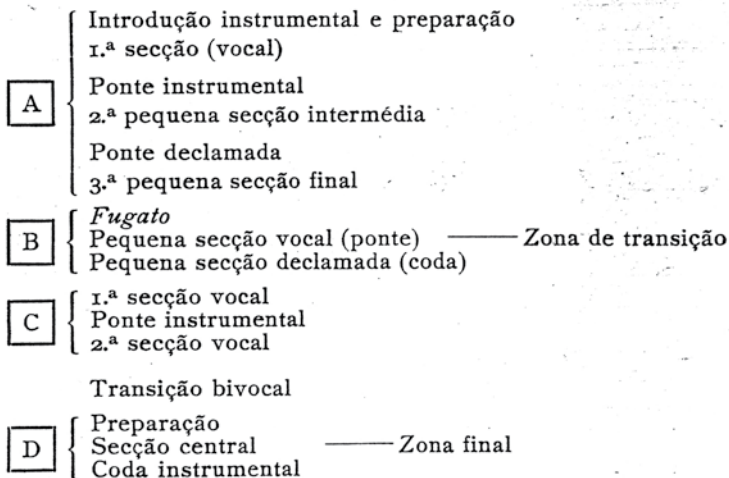 Introdução instrumental e preparação
1.ª secção (vocal)
Ponte instrumental
A
2.ª pequena secção intermédia
Ponte declamada
3.ª pequena secção final
Fugato
B
Pequena secção vocal (ponte) —— Zona de transição
Pequena secção declamada (coda)
1.ª secção vocal
C
Ponte instrumental
2.ª secção vocal
Transição bivocal
Preparação
D
Secção central —— Zona final
Coda instrumental